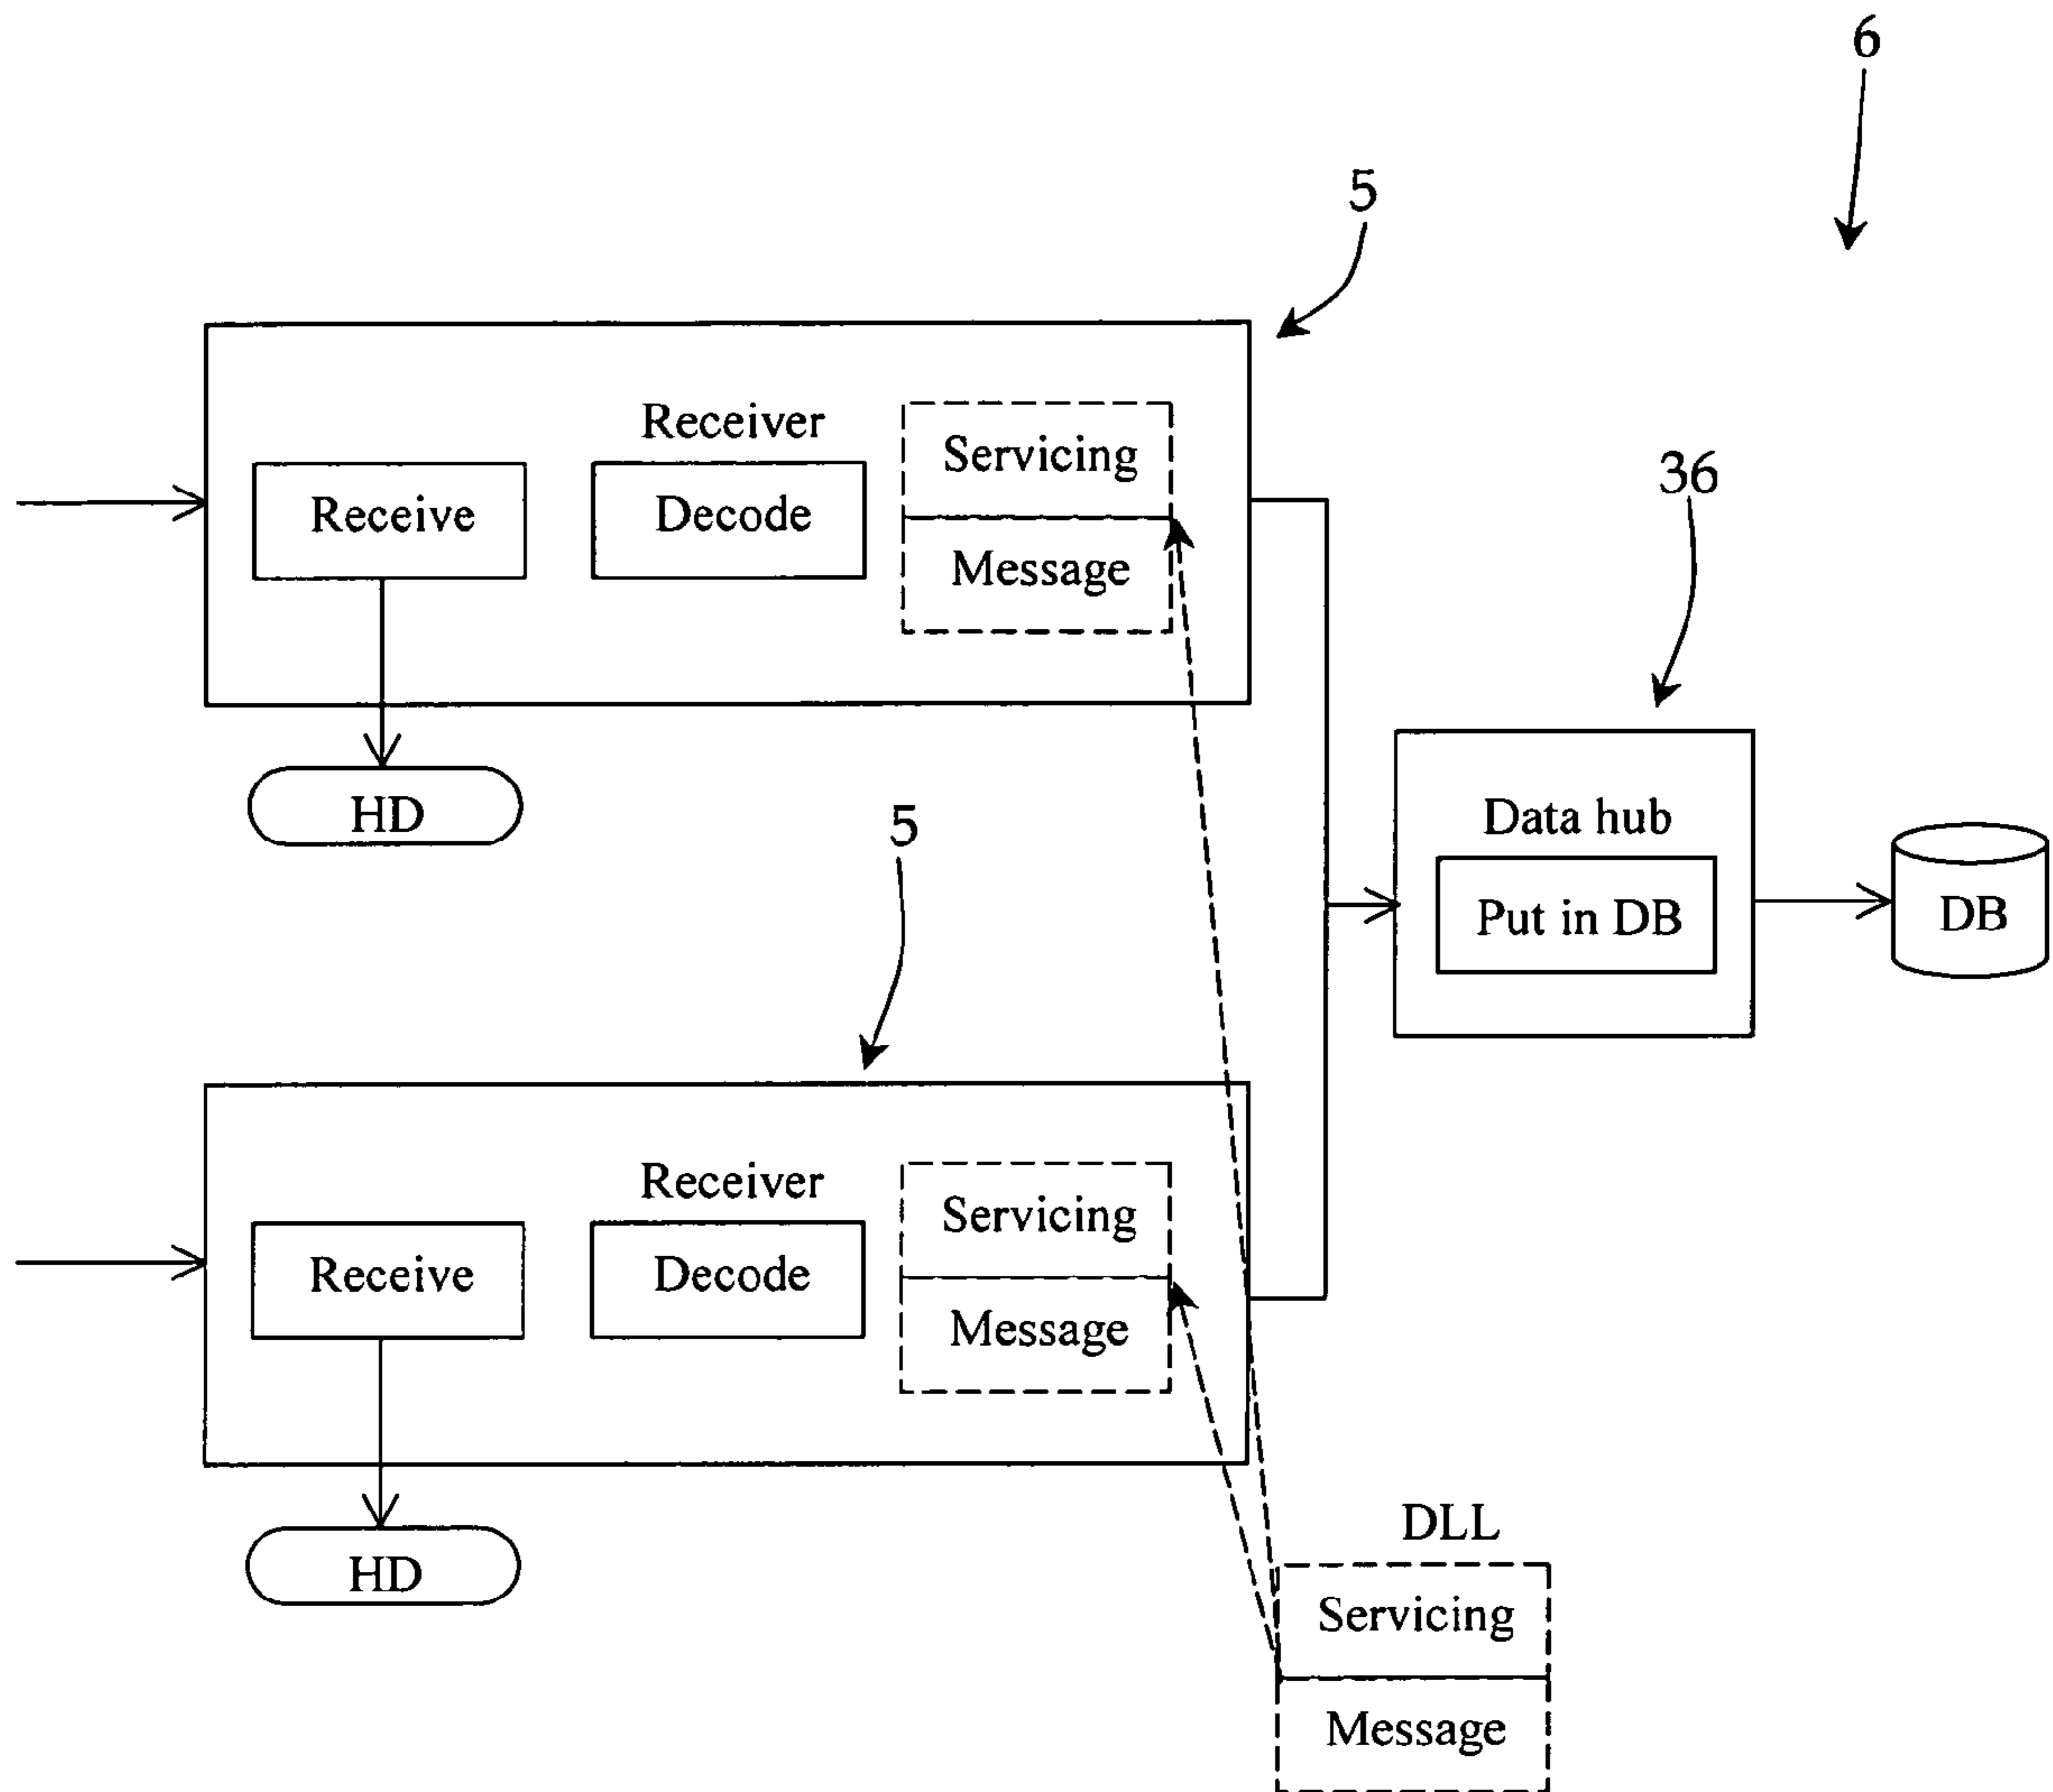 6
5
Receiver
Servicing
Receive
Decode
Message
36
HD
Data hub
Put in DB
DB
5
Receiver
Servicing
Receive
Decode
Message
HD
DLL
Servicing
Message